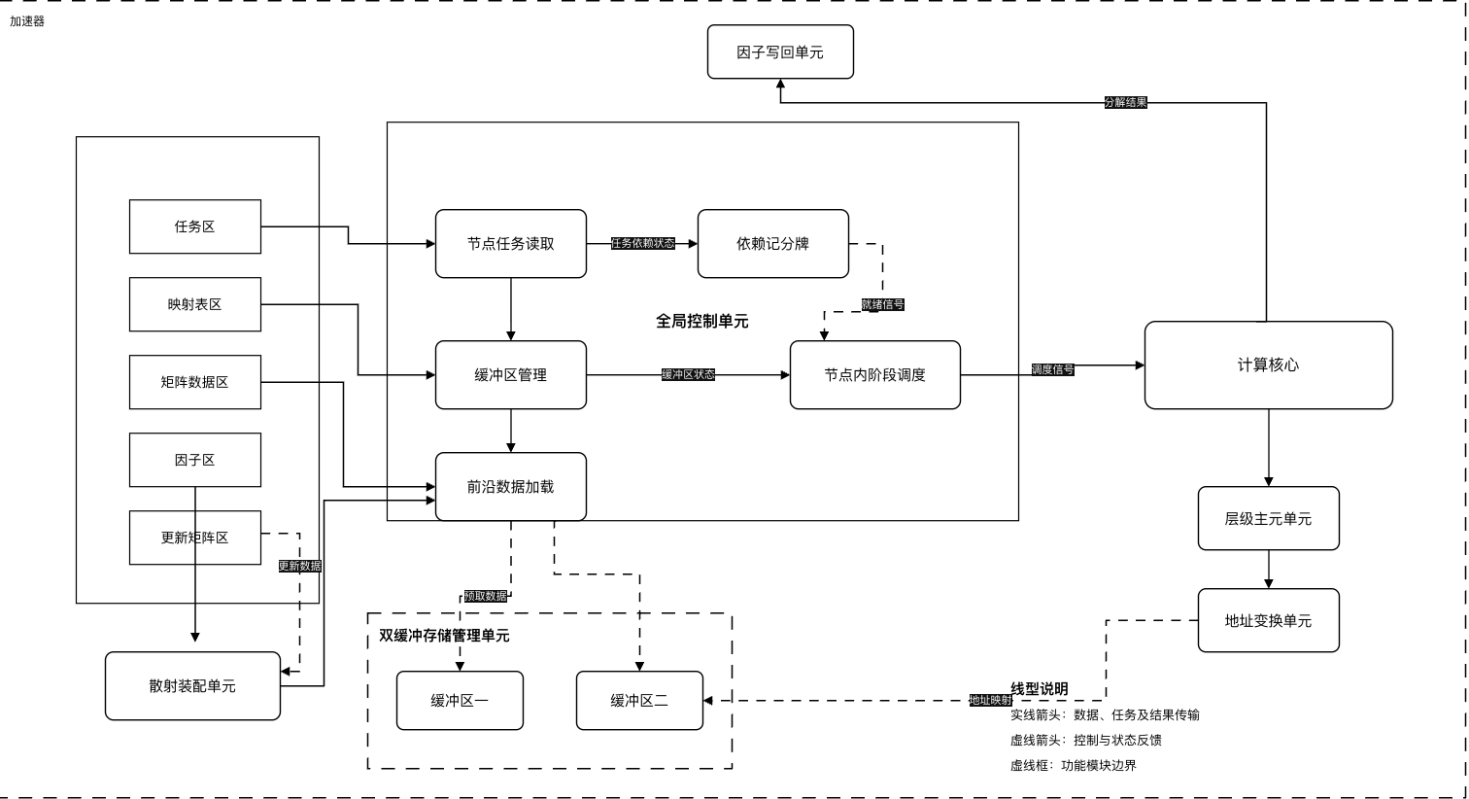 加速器
因子写回单元
分解结果
任务区
节点任务读取
任务依赖状态
依赖记分牌
映射表区
就绪信号
全局控制单元
缓冲区管理
缓冲区状态
节点内阶段调度
调度信号
计算核心
矩阵数据区
因子区
前沿数据加载
层级主元单元
更新矩阵区
更新数据
预取数据
地址变换单元
双缓冲存储管理单元
散射装配单元
缓冲区一
缓冲区二
地址映射
线型说明
实线箭头：数据、任务及结果传输
虚线箭头：控制与状态反馈
虚线框：功能模块边界